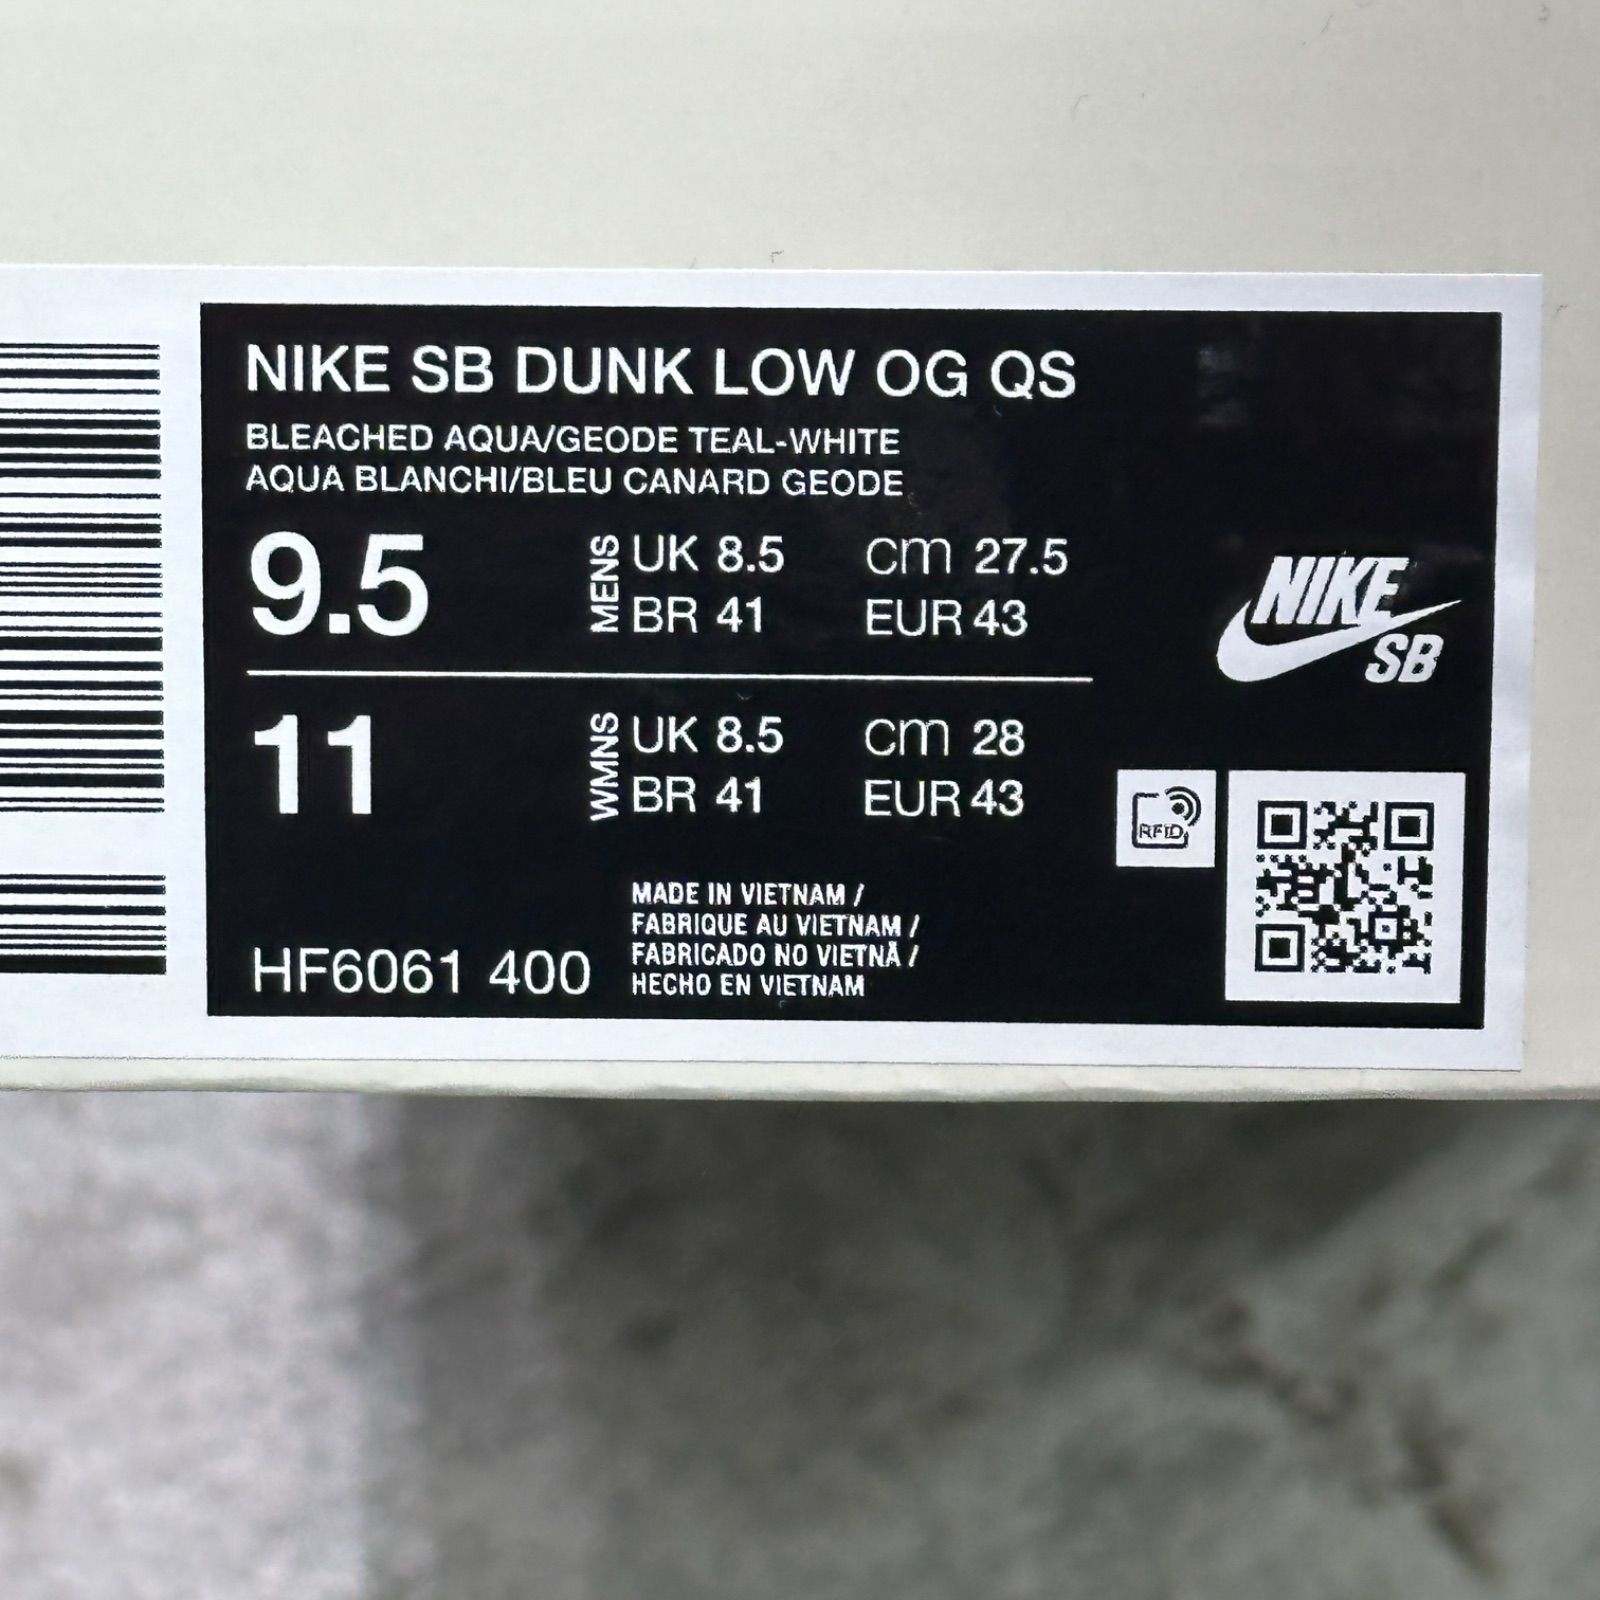 NIKE SB DUNK LOW OG QS
BLEACHED AQUA/GEODE TEAL-WHITE
AQUA BLANCHI/BLEU CANARD GEODE
9.5
MENS
UK 8.5
cm 27.5
BR 41
EUR 43
11
WMNS
UK 8.5
cm 28
BR 41
EUR 43
NIKE
SB
RFID
MADE IN VIETNAM /
FABRIQUE AU VIETNAM /
FABRICADO NO VIETNÃ /
HECHO EN VIETNAM
HF6061 400